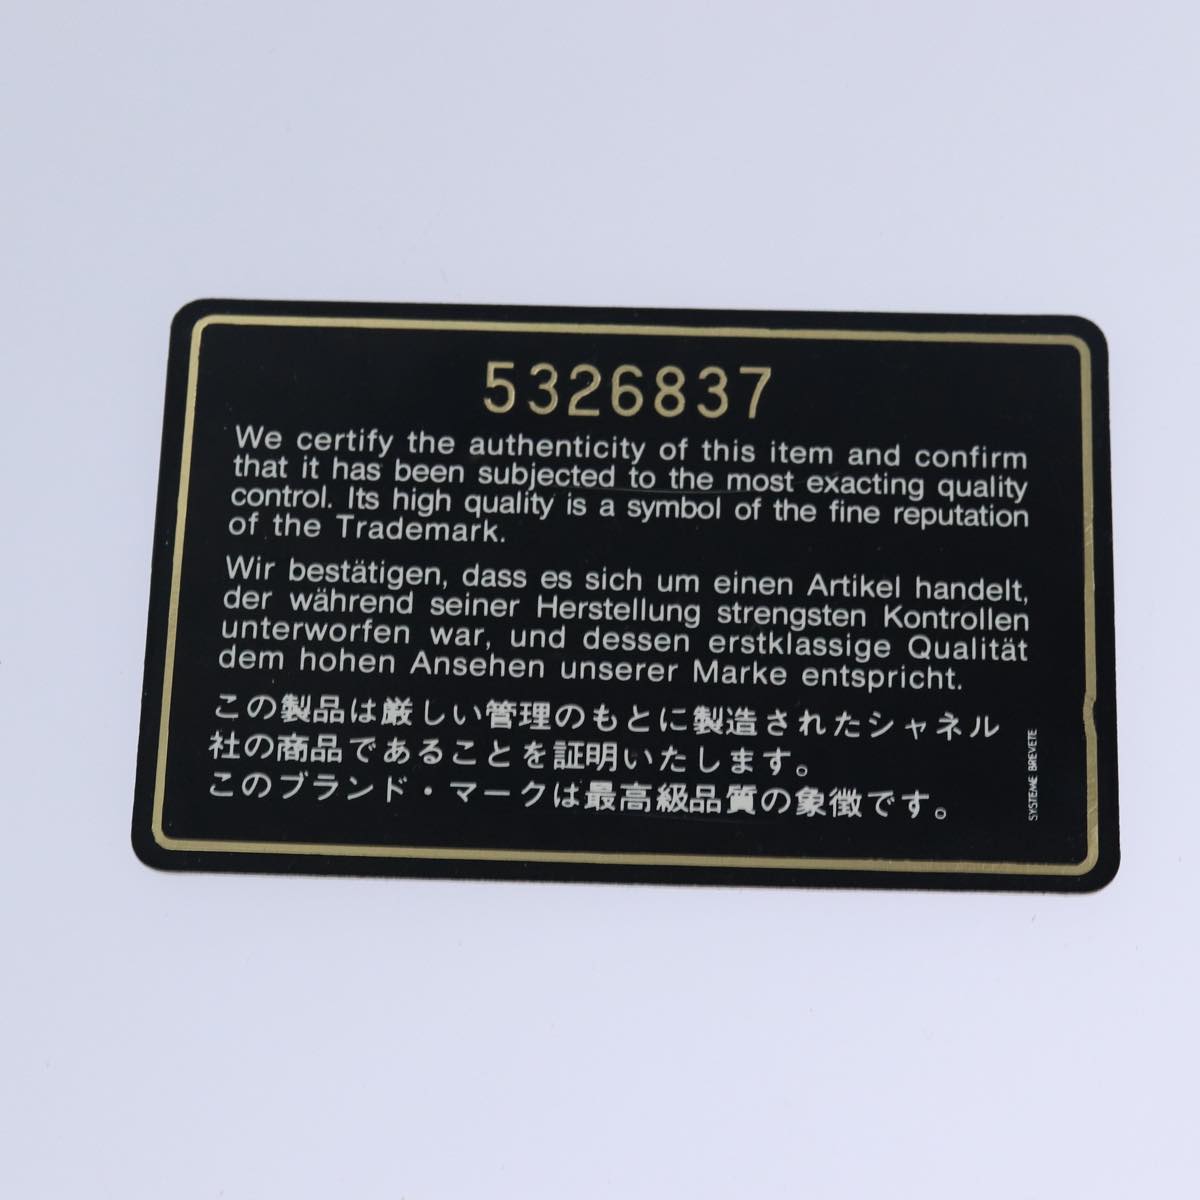 5326837
We certify the authenticity of this item and confirm
that it has been subjected to the most exacting quality
control. Its high quality is a symbol of the fine reputation
of the Trademark.
Wir bestätigen, dass es sich um einen Artikel handelt,
der während seiner Herstellung strengsten Kontrollen
unterworfen war, und dessen erstklassige Qualität
dem hohen Ansehen unserer Marke entspricht.
この製品は厳しい管理のもとに製造されたシャネル
社の商品であることを証明いたします。
このブランド・マークは最高級品質の象徴です。
SYSTEME BREVETE